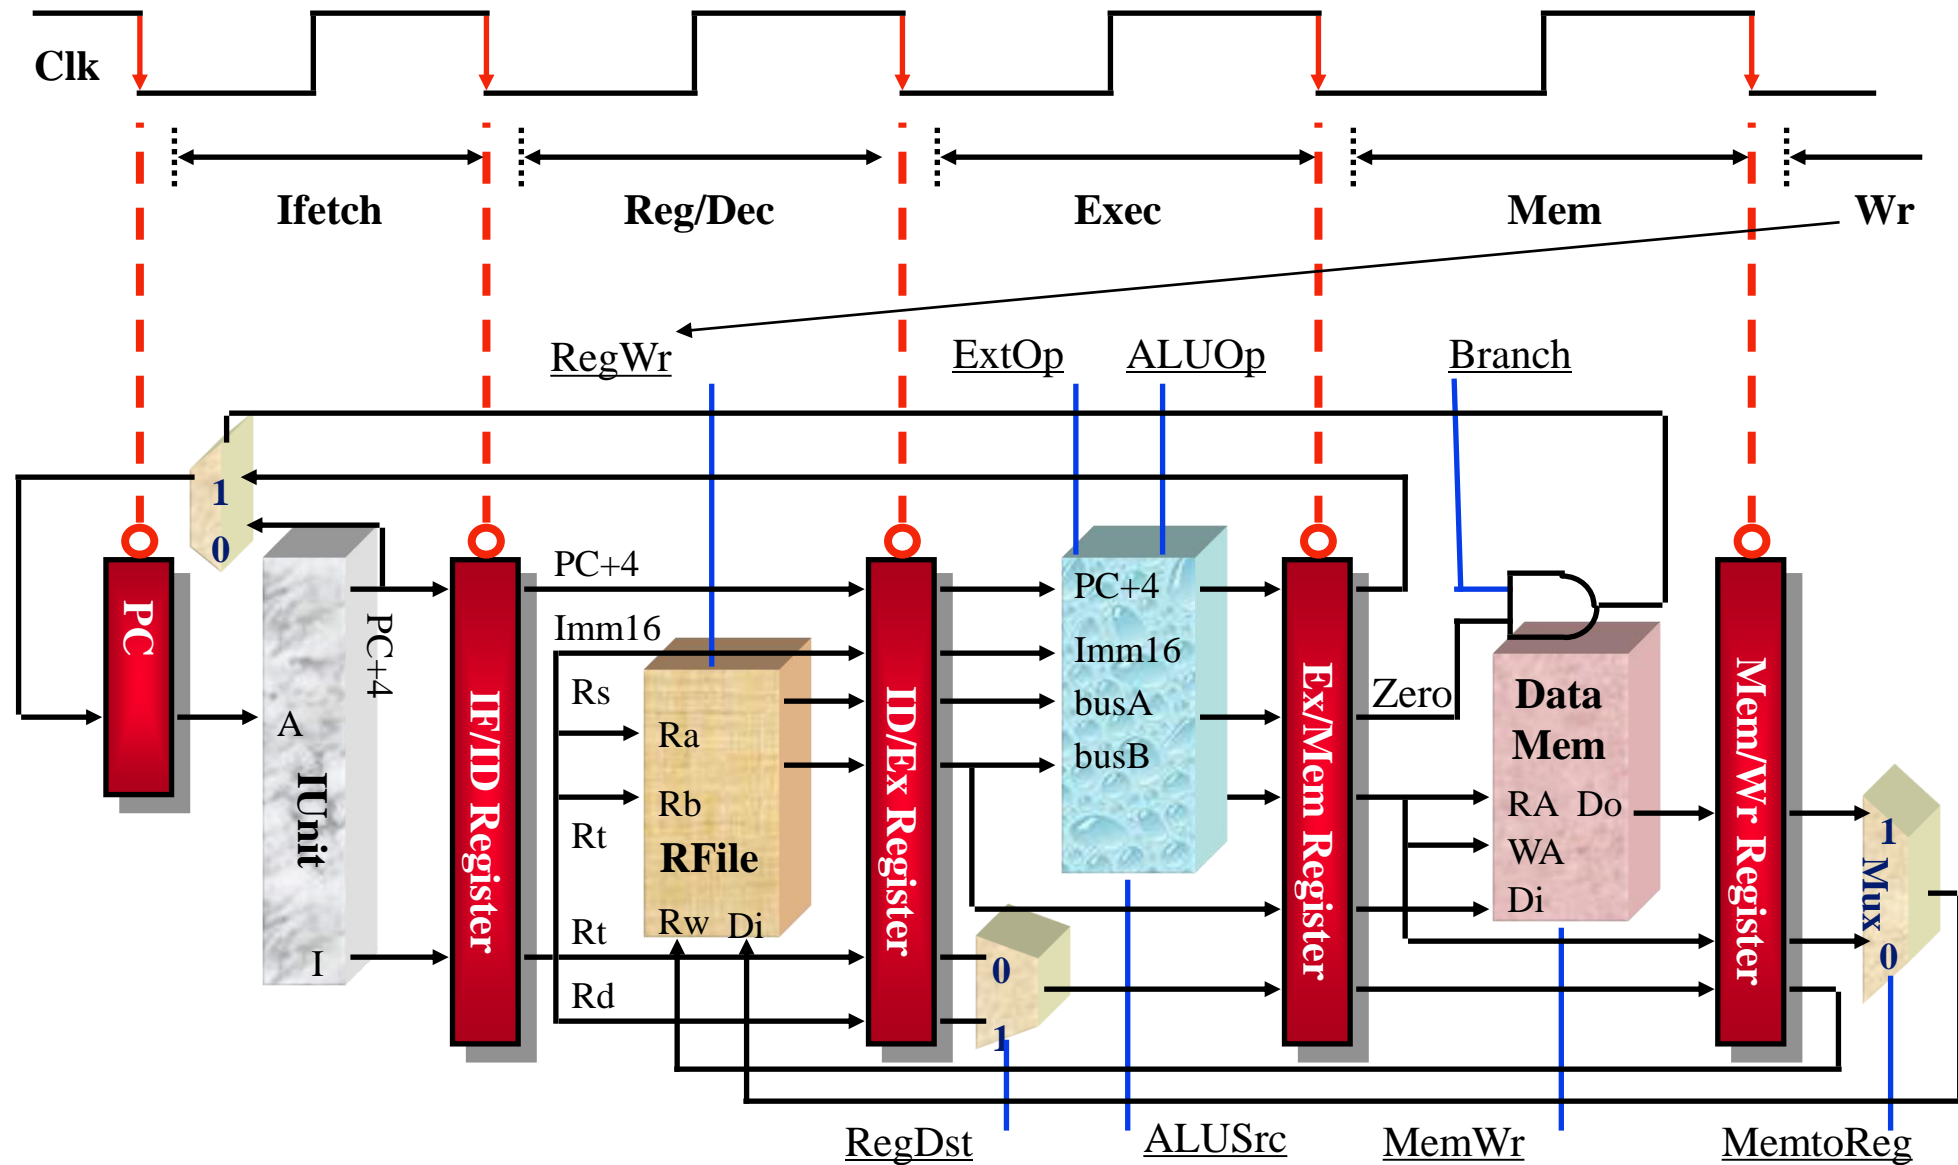 Clk
Ifetch
Reg/Dec
Exec
Mem
Wr
RegWr
ExtOp
ALUOp
Branch
1
0
PC
PC+4
A
IUnit
I
IF/ID Register
PC+4
Imm16
Rs
Ra
Rb
Rt
RFile
Rt
Rw
Di
Rd
ID/Ex Register
PC+4
Imm16
busA
busB
0
1
Ex/Mem Register
Zero
Data
Mem
RA Do
WA
Di
Mem/Wr Register
1
Mux
0
RegDst
ALUSrc
MemWr
MemtoReg